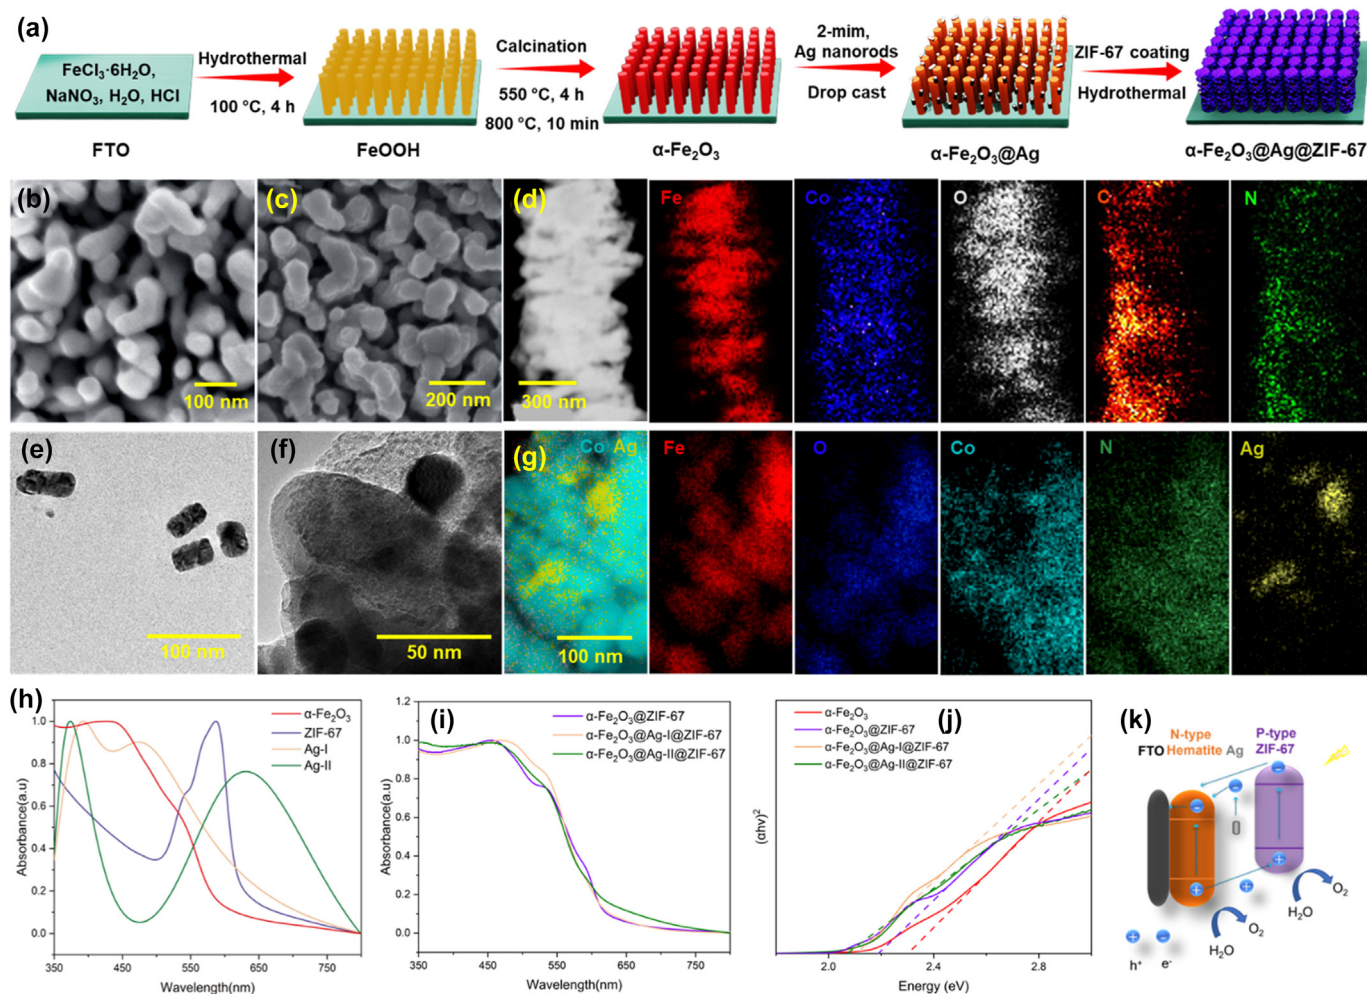 (a)
FeCl₃·6H₂O,
NaNO₃, H₂O, HCl
FTO
Hydrothermal
100 °C, 4 h
FeOOH
Calcination
550 °C, 4 h
800 °C, 10 min
α-Fe₂O₃
2-mim,
Ag nanorods
Drop cast
α-Fe₂O₃@Ag
ZIF-67 coating
Hydrothermal
α-Fe₂O₃@Ag@ZIF-67
(b)
100 nm
(c)
200 nm
(d)
300 nm
Fe
Co
O
C
N
(e)
100 nm
(f)
50 nm
(g)
Co Ag
100 nm
Fe
O
Co
N
Ag
(h)
α-Fe₂O₃
ZIF-67
Ag-I
Ag-II
Absorbance(a.u)
1.0
0.8
0.6
0.4
0.2
0.0
350 450 550 650 750
Wavelength(nm)
(i)
α-Fe₂O₃@ZIF-67
α-Fe₂O₃@Ag-I@ZIF-67
α-Fe₂O₃@Ag-II@ZIF-67
Absorbance(a.u)
1.2
1.0
0.8
0.6
0.4
0.2
0.0
350 450 550 650 750
Wavelength(nm)
(j)
α-Fe₂O₃
α-Fe₂O₃@ZIF-67
α-Fe₂O₃@Ag-I@ZIF-67
α-Fe₂O₃@Ag-II@ZIF-67
(αhv)²
2.0 2.4 2.8
Energy (eV)
(k)
FTO
N-type
Hematite
Ag
P-type
ZIF-67
O₂
H₂O
O₂
H₂O
h⁺
e⁻